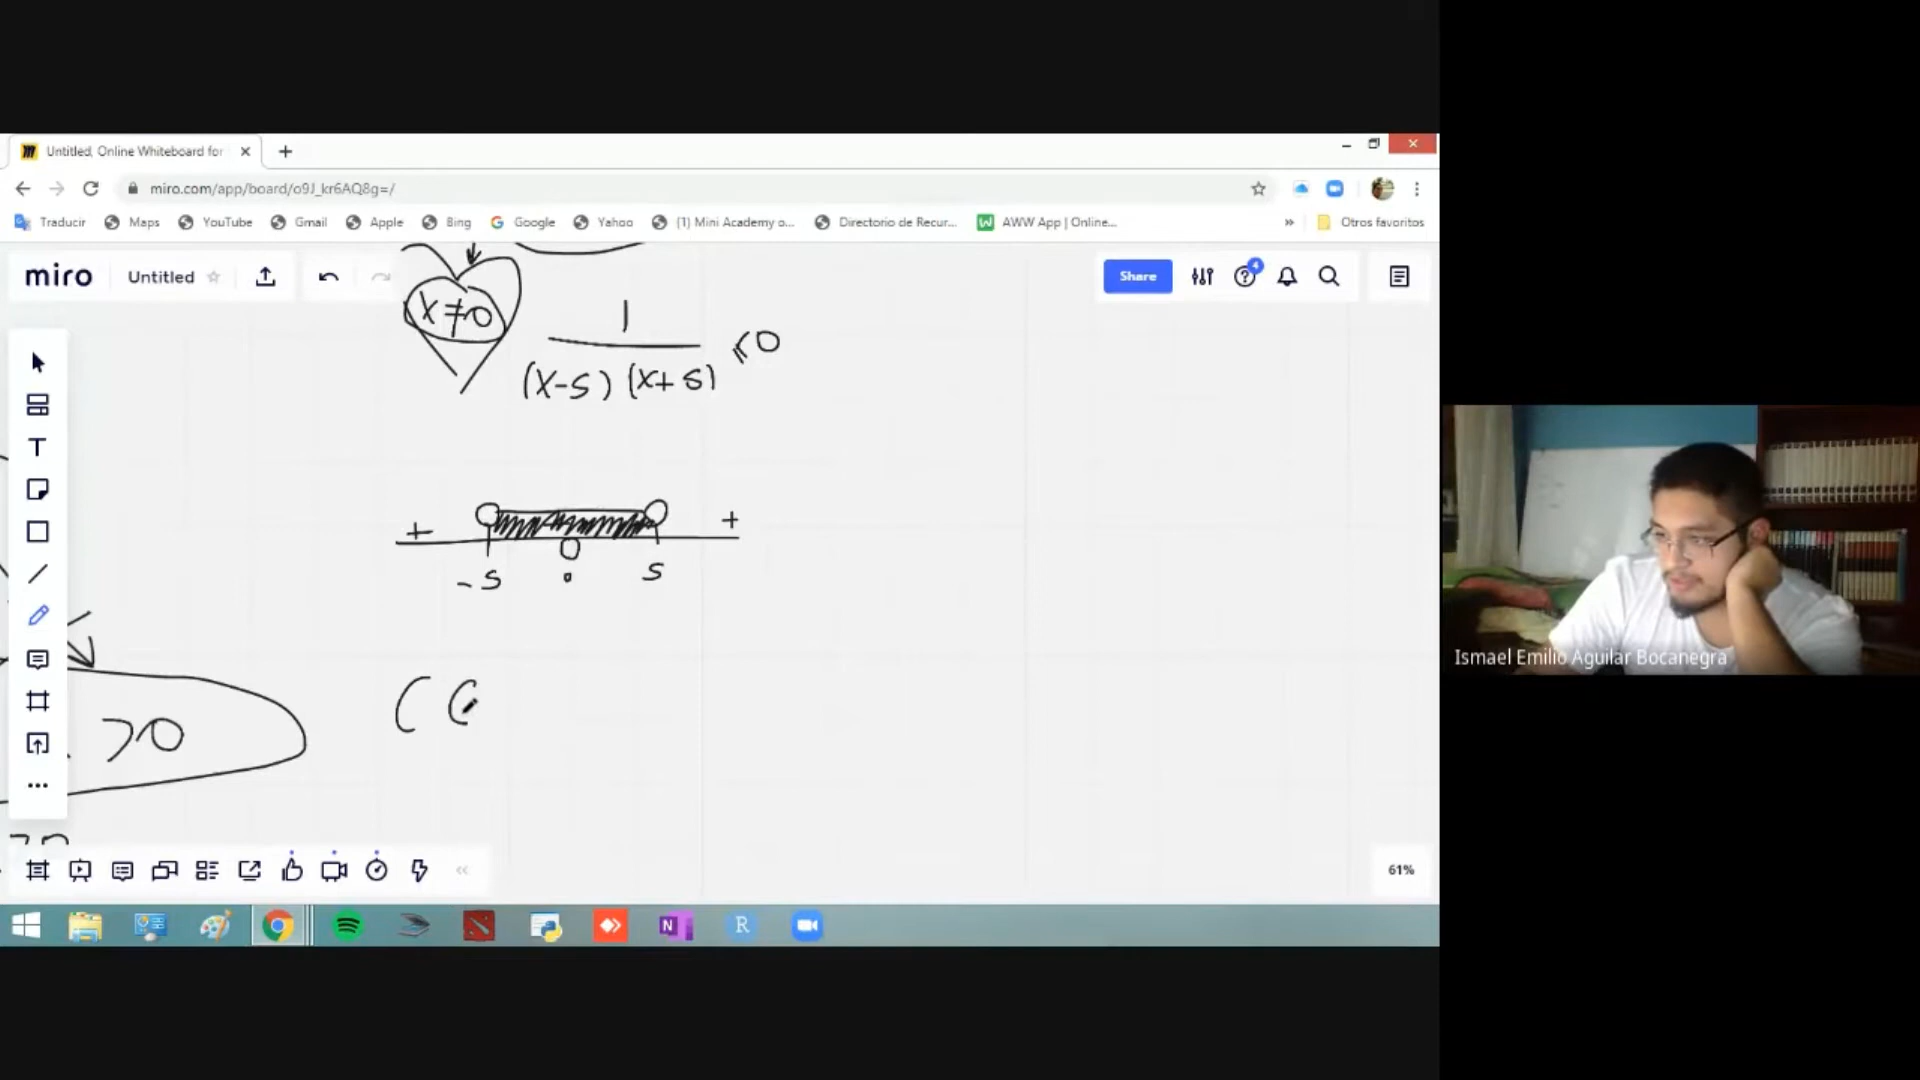 Untitled, Online Whiteboard for
miro.com/app/board/o9J_kr6AQ8g=/
Traducir Maps YouTube Gmail Apple Bing Google Yahoo (1) Mini Academy o... Directorio de Recur... AWW App | Online... » Otros favoritos
miro Untitled Share 4
x≠0
1
(x-5) (x+5) <0
+ +
-5 0 5
( (
>0
Ismael Emilio Aguilar Bocanegra
61%